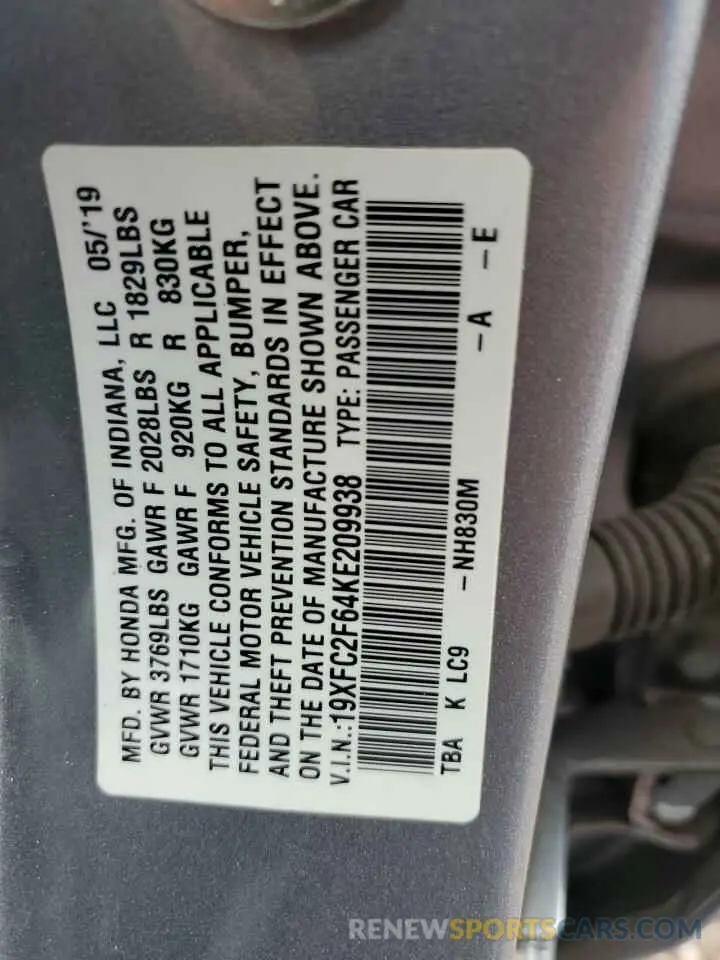 MFD. BY HONDA MFG. OF INDIANA, LLC 05/'19
GVWR 3769LBS GAWR F 2028LBS R 1829LBS
GVWR 1710KG GAWR F 920KG R 830KG
THIS VEHICLE CONFORMS TO ALL APPLICABLE
FEDERAL MOTOR VEHICLE SAFETY, BUMPER,
AND THEFT PREVENTION STANDARDS IN EFFECT
ON THE DATE OF MANUFACTURE SHOWN ABOVE.
V.I.N.:19XFC2F64KE209938 TYPE: PASSENGER CAR
TBA K LC9 -NH830M -A -E
RENEWSPORTSCARS.COM